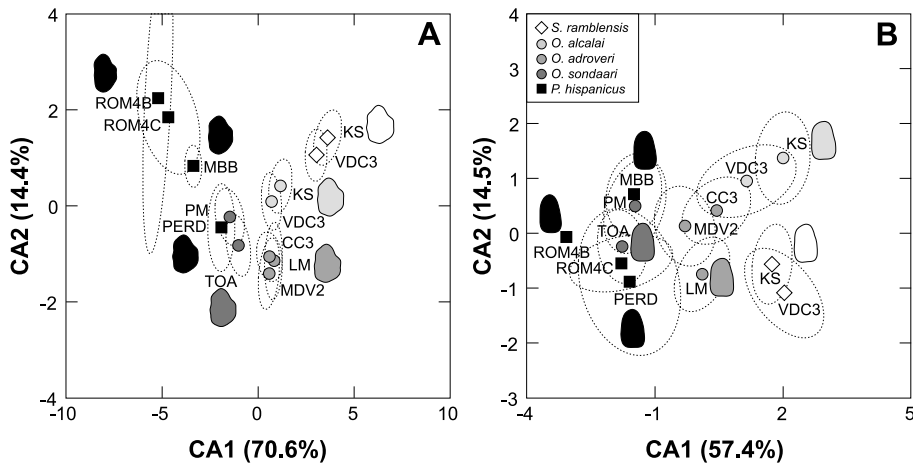 A
CA2 (14.4%)
4
2
0
-2
-4
-10
-5
0
5
10
CA1 (70.6%)
ROM4B
ROM4C
MBB
PM
PERD
TOA
KS
VDC3
KS
VDC3
CC3
LM
MDV2
B
CA2 (14.5%)
4
3
2
1
0
-1
-2
-3
-4
-1
2
5
CA1 (57.4%)
S. ramblensis
O. alcalai
O. adroveri
O. sondaari
P. hispanicus
MBB
PM
TOA
ROM4B
ROM4C
PERD
KS
VDC3
CC3
MDV2
LM
KS
VDC3